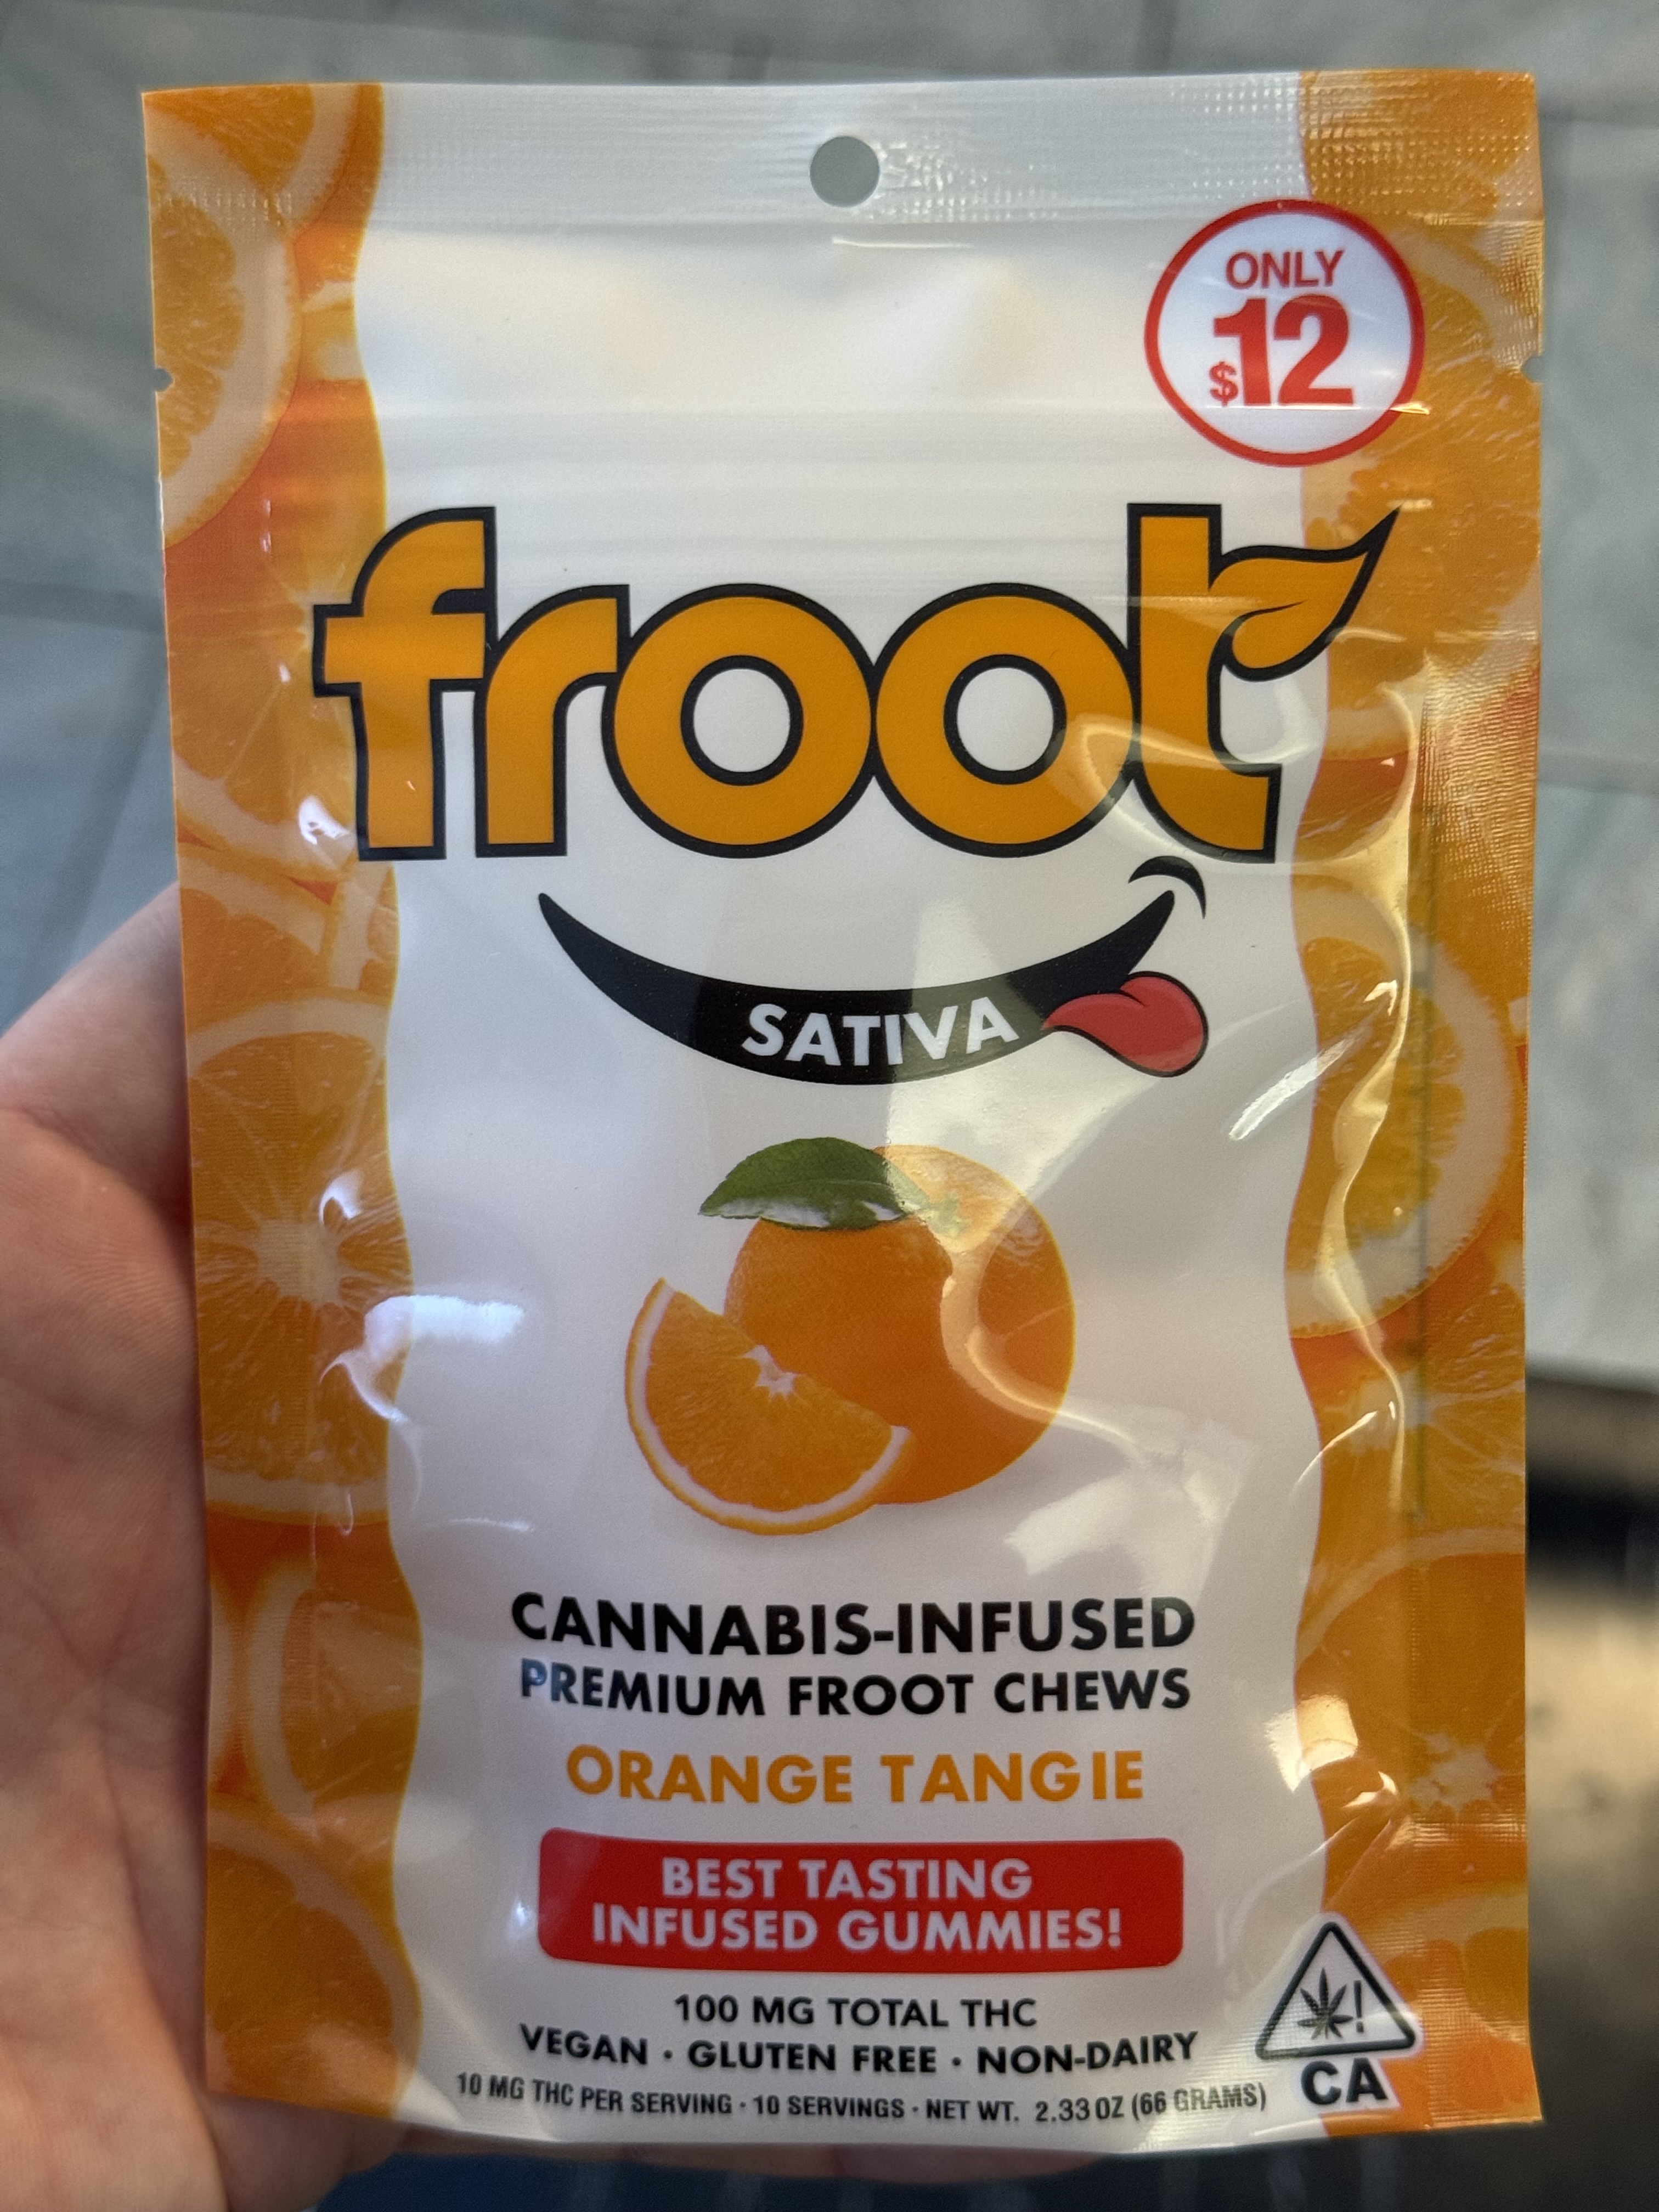 ONLY
$12
froot
SATIVA
CANNABIS-INFUSED
PREMIUM FROOT CHEWS
ORANGE TANGIE
BEST TASTING
INFUSED GUMMIES!
100 MG TOTAL THC
VEGAN · GLUTEN FREE · NON-DAIRY
10 MG THC PER SERVING · 10 SERVINGS · NET WT. 2.33 OZ (66 GRAMS)
!
CA